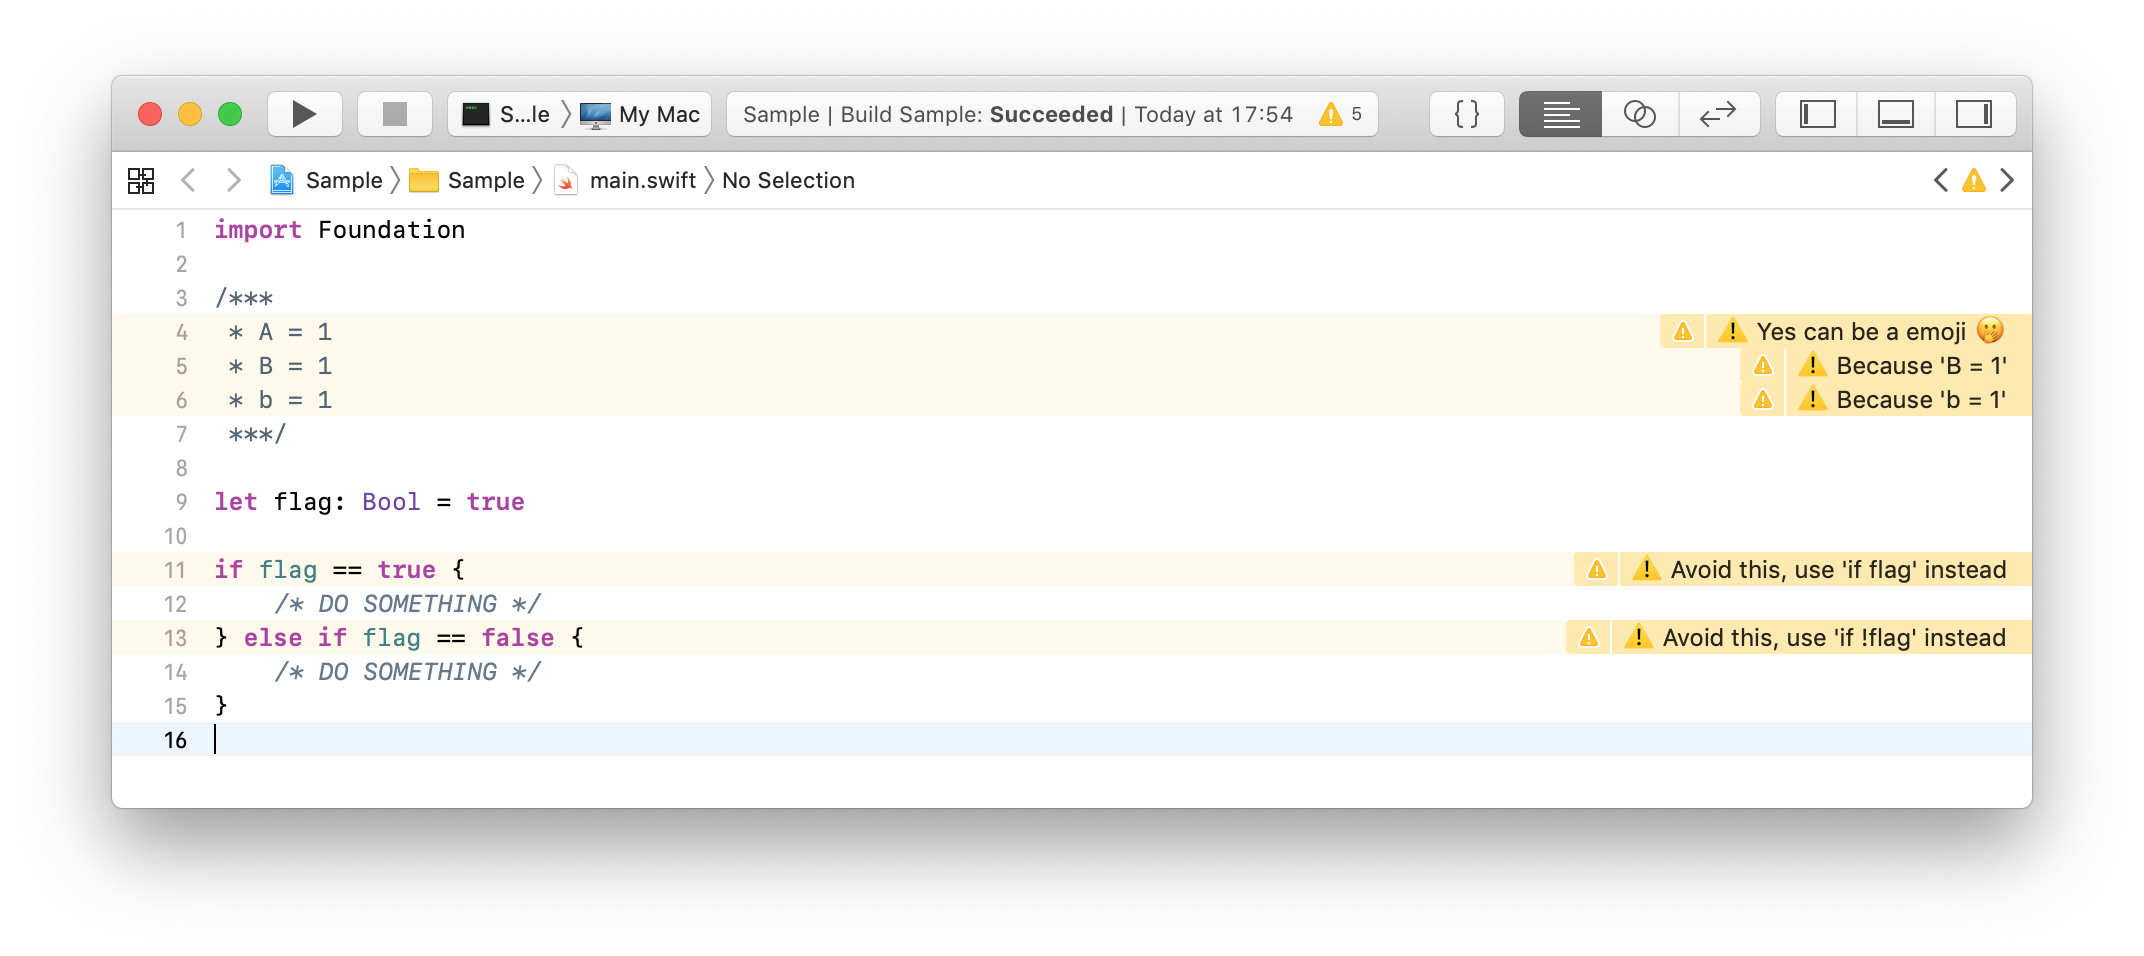 S...le 〉 My Mac Sample | Build Sample: Succeeded | Today at 17:54 ⚠️ 5 { }
Sample 〉 Sample 〉 main.swift 〉 No Selection
1 import Foundation
2
3 /***
4  * A = 1 ⚠️ Yes can be a emoji 🤭
5  * B = 1 ⚠️ Because 'B = 1'
6  * b = 1 ⚠️ Because 'b = 1'
7  ***/
8
9 let flag: Bool = true
10
11 if flag == true { ⚠️ Avoid this, use 'if flag' instead
12     /* DO SOMETHING */
13 } else if flag == false { ⚠️ Avoid this, use 'if !flag' instead
14     /* DO SOMETHING */
15 }
16